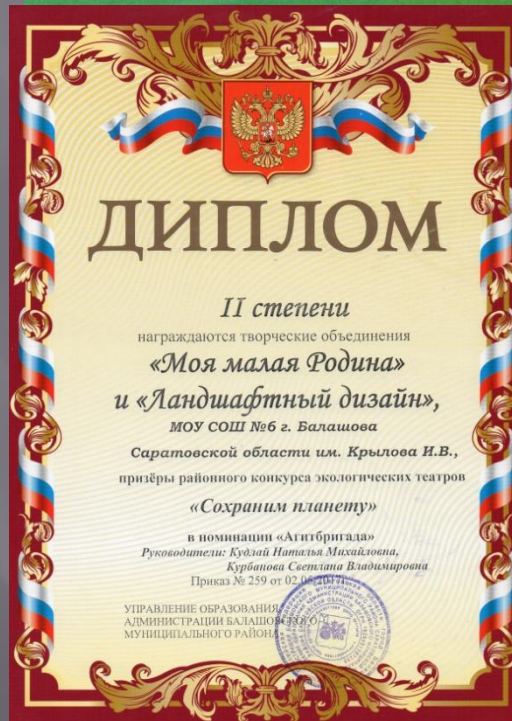 ДИПЛОМ
II степени
награждаются творческие объединения
«Моя малая Родина»
и «Ландшафтный дизайн»,
МОУ СОШ №6 г. Балашова
Саратовской области им. Крылова И.В.,
призёры районного конкурса экологических театров
«Сохраним планету»
в номинации «Агитбригада»
Руководители: Кудлай Наталья Михайловна,
Курбанова Светлана Владимировна
Приказ № 259 от
УПРАВЛЕНИЕ ОБРАЗОВАНИЯ
АДМИНИСТРАЦИИ БАЛАШОВСКОГО
МУНИЦИПАЛЬНОГО РАЙОНА